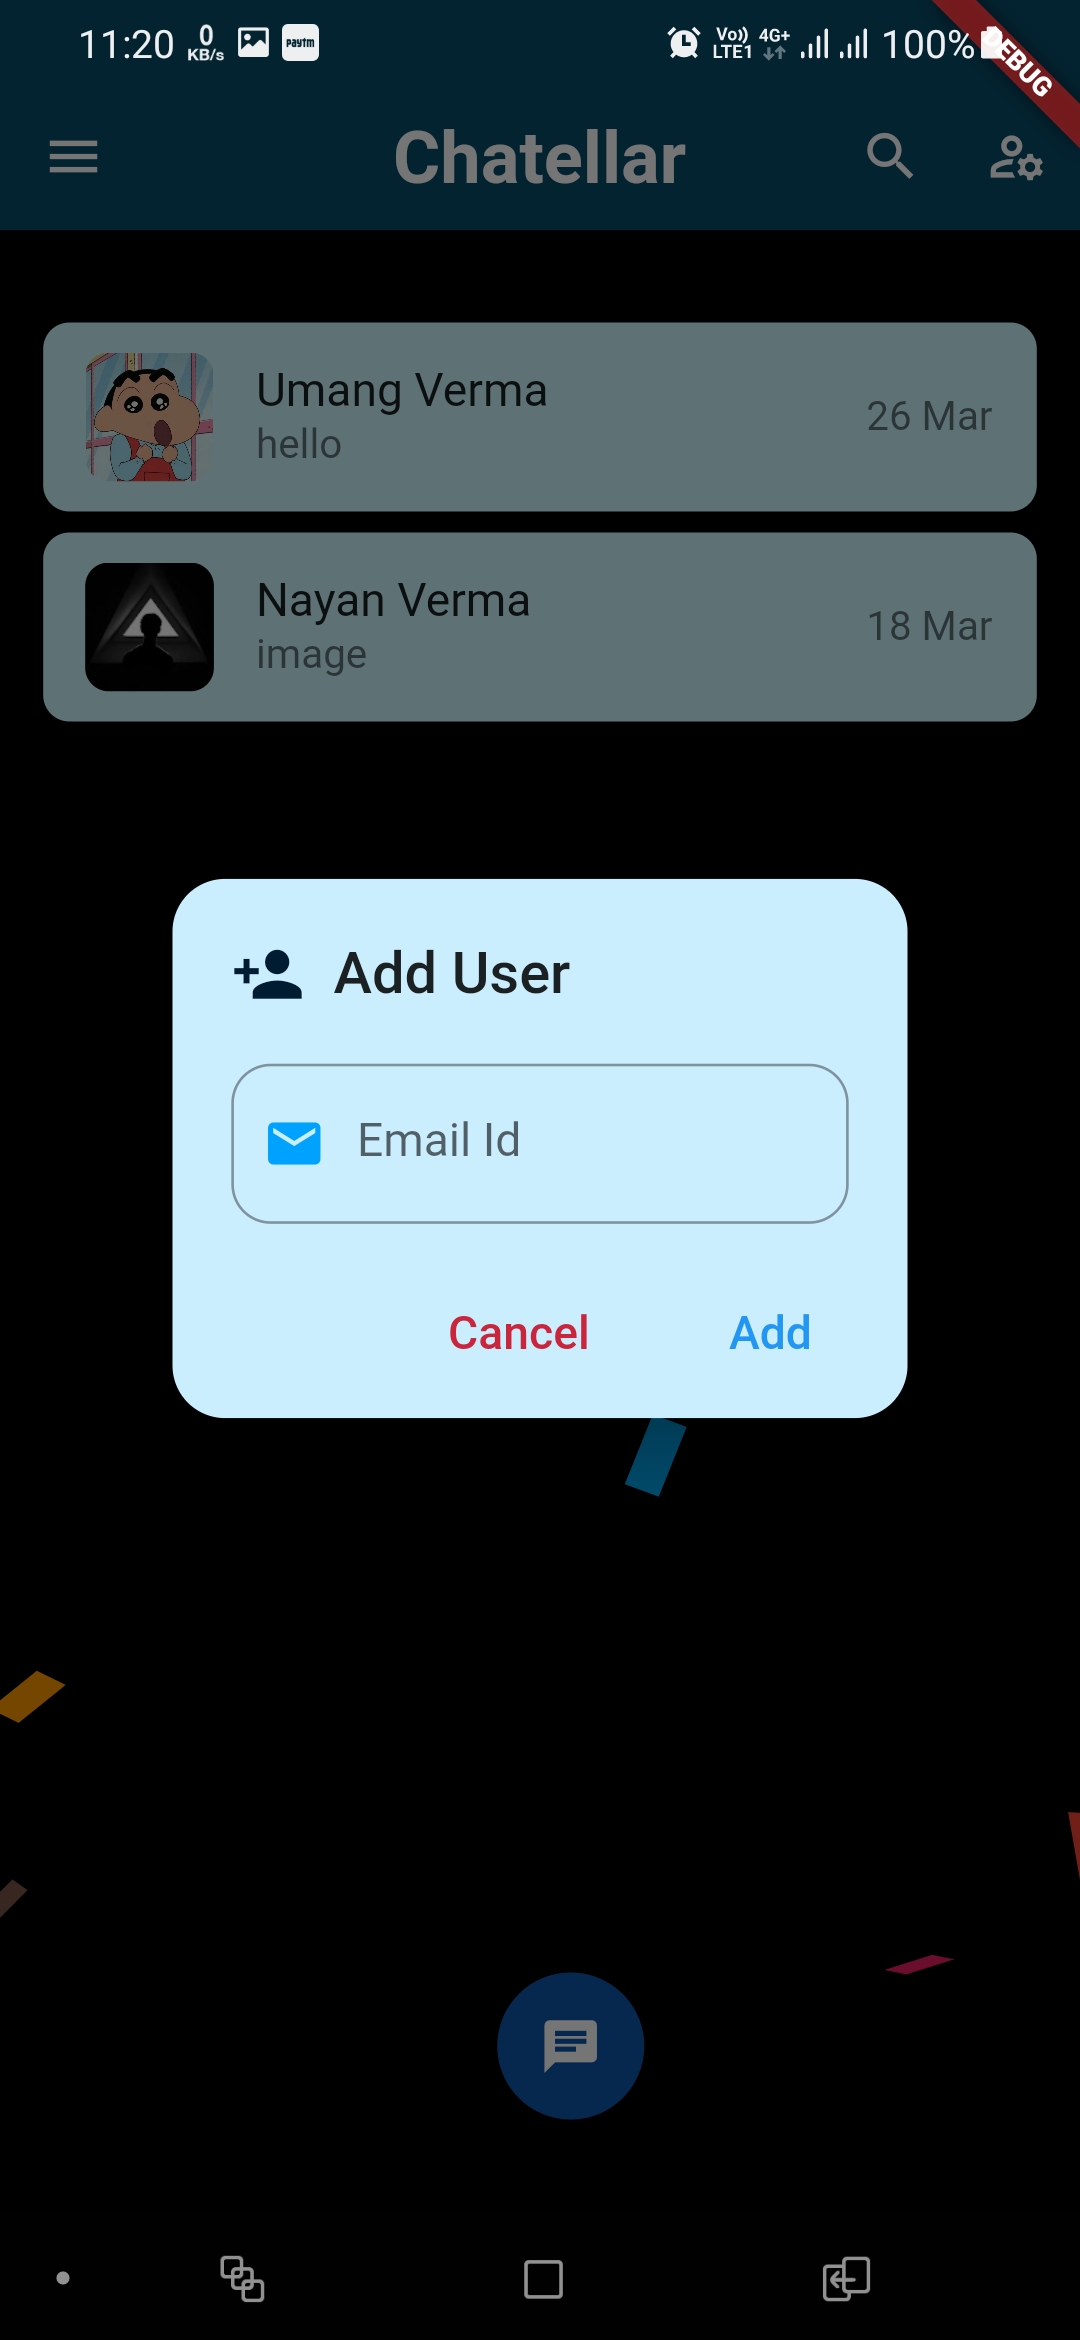 11:20 0 KB/s paytm Vo)) LTE1 4G+ 100%
DEBUG
Chatellar
Umang Verma
hello
26 Mar
Nayan Verma
image
18 Mar
Add User
Email Id
Cancel Add